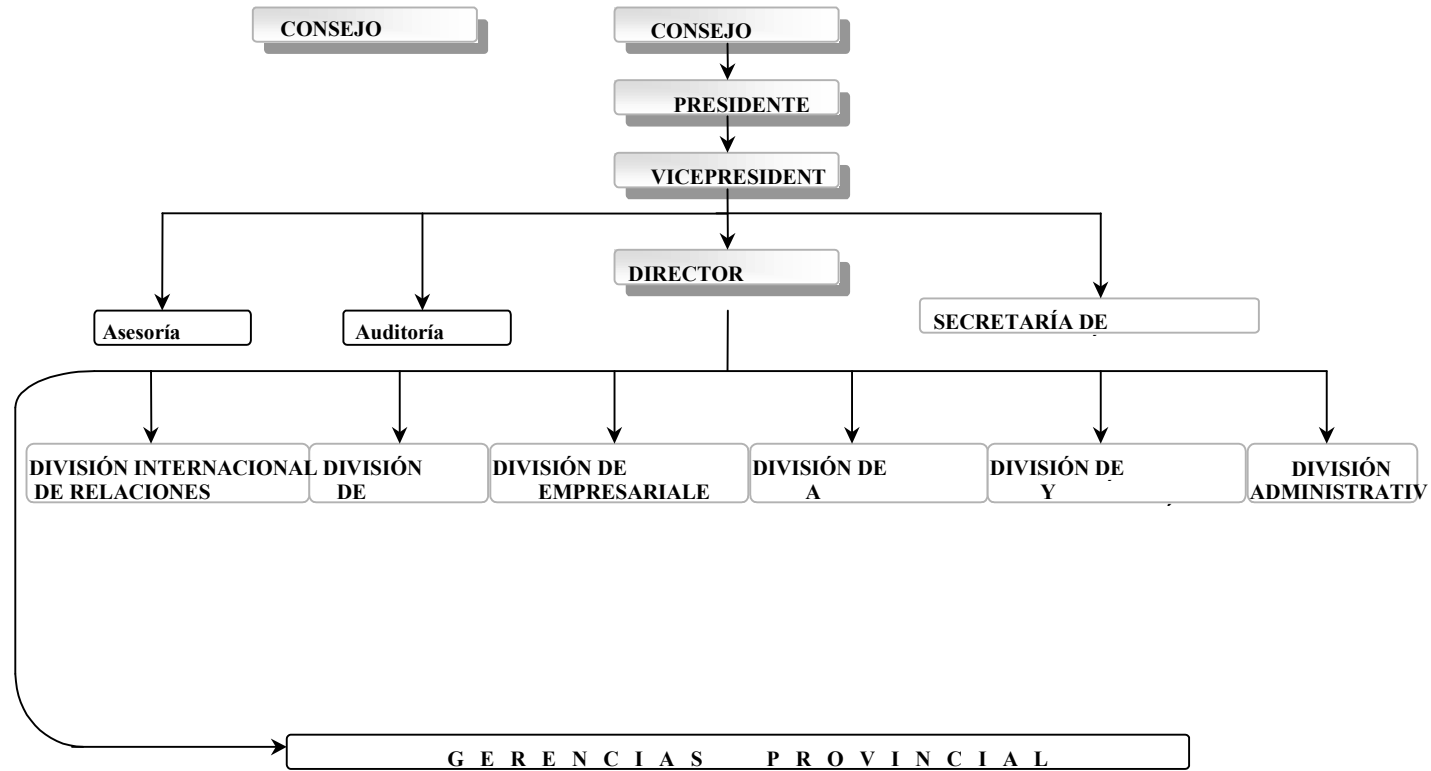 CONSEJO
CONSEJO
PRESIDENTE
VICEPRESIDENT
DIRECTOR
Asesoría
Auditoría
SECRETARÍA DE
DIVISIÓN INTERNACIONAL
DE RELACIONES
DIVISIÓN
DE
DIVISIÓN DE
EMPRESARIALE
DIVISIÓN DE
A
DIVISIÓN DE
Y
DIVISIÓN
ADMINISTRATIV
G E R E N C I A S P R O V I N C I A L